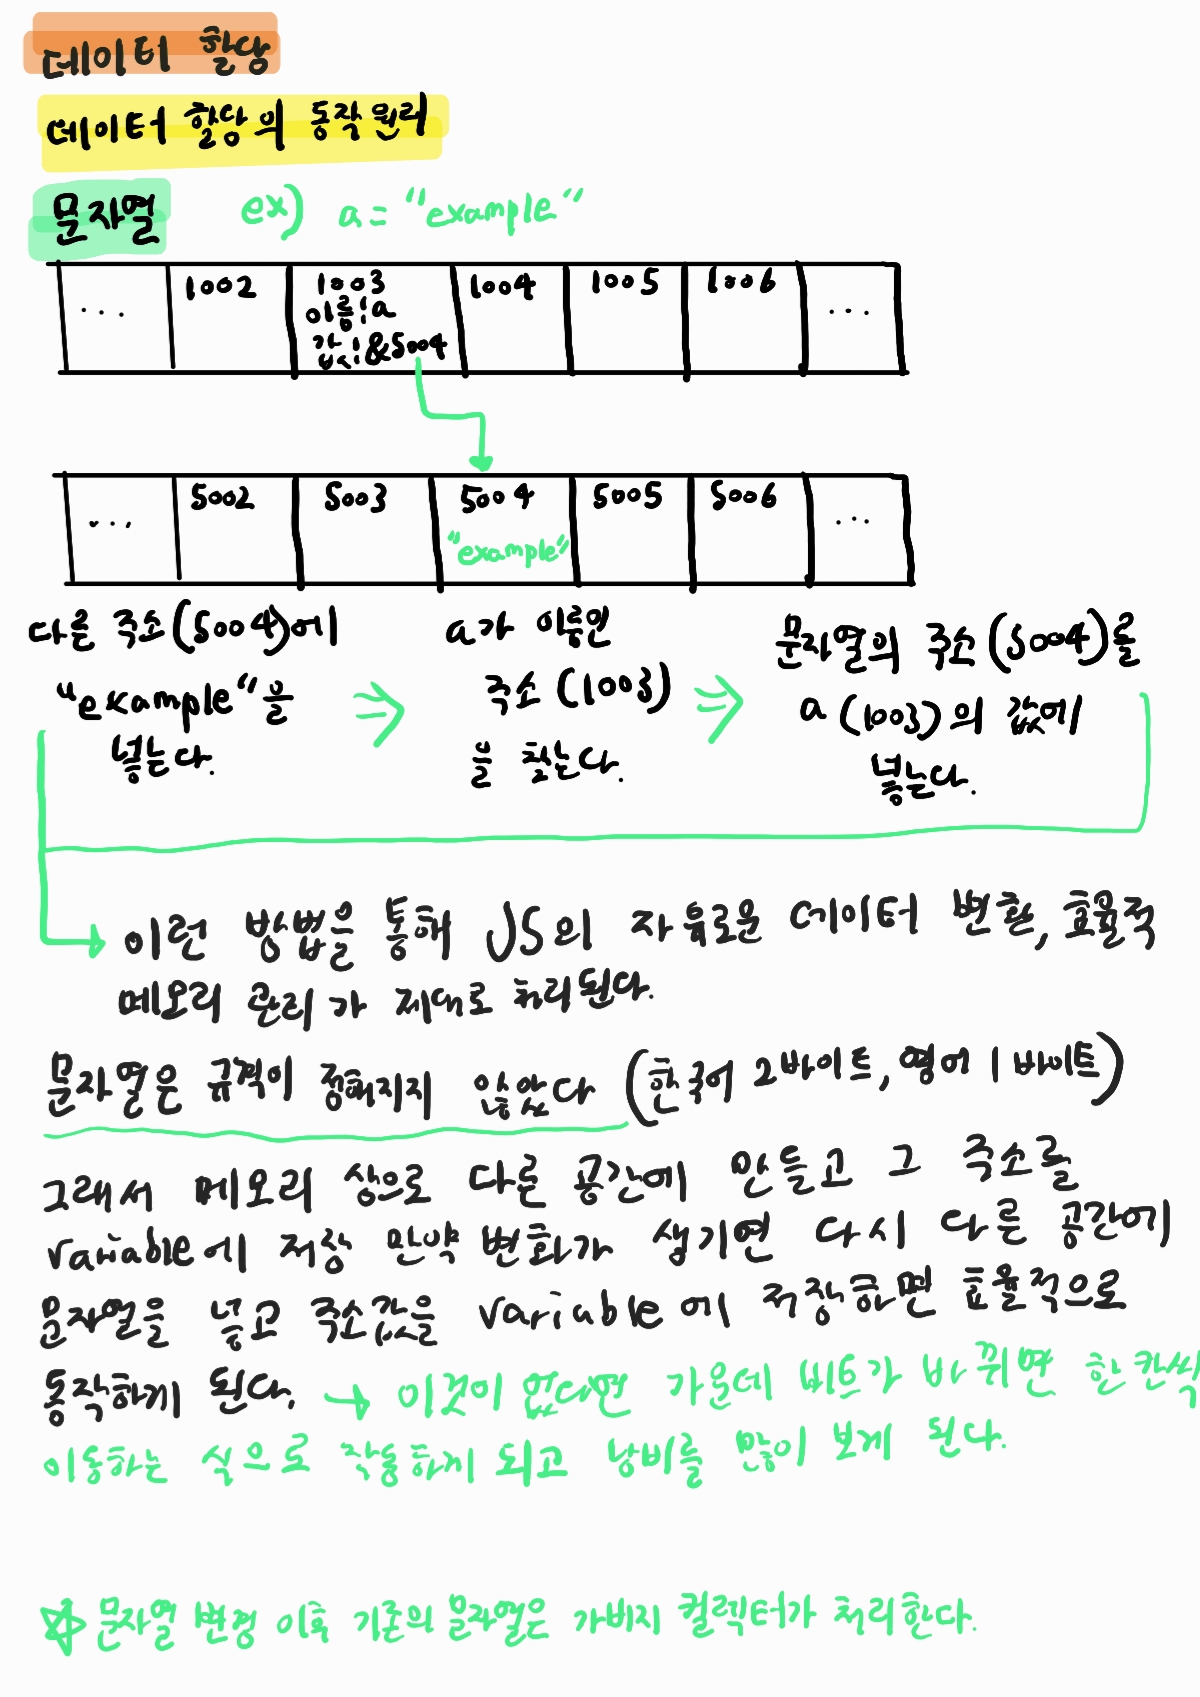 데이터 할당
데이터 할당의 동작 원리
문자열 ex) a = "example"
... 1002 1003 1004 1005 1006 ...
이름:a
값:&5004
... 5002 5003 5004 5005 5006 ...
"example"
다른 주소(5004)에
"example"을
넣는다.
a가 이름인
주소(1003)
을 찾는다.
문자열의 주소(5004)를
a(1003)의 값에
넣는다.
이런 방법을 통해 JS의 자유로운 데이터 변환, 효율적
메모리 관리가 제대로 처리된다.
문자열은 규격이 정해지지 않았다 (한국어 2바이트, 영어 1바이트)
그래서 메모리 상으로 다른 공간에 만들고 그 주소를
variable에 저장 만약 변화가 생기면 다시 다른 공간에
문자열을 넣고 주소값을 variable에 저장하면 효율적으로
동작하게 된다. → 이것이 없다면 가운데 비트가 바뀌면 한칸씩
이동하는 식으로 작동하게 되고 낭비를 많이 보게 된다.
☆ 문자열 변경 이후 기존의 문자열은 가비지 컬렉터가 처리한다.